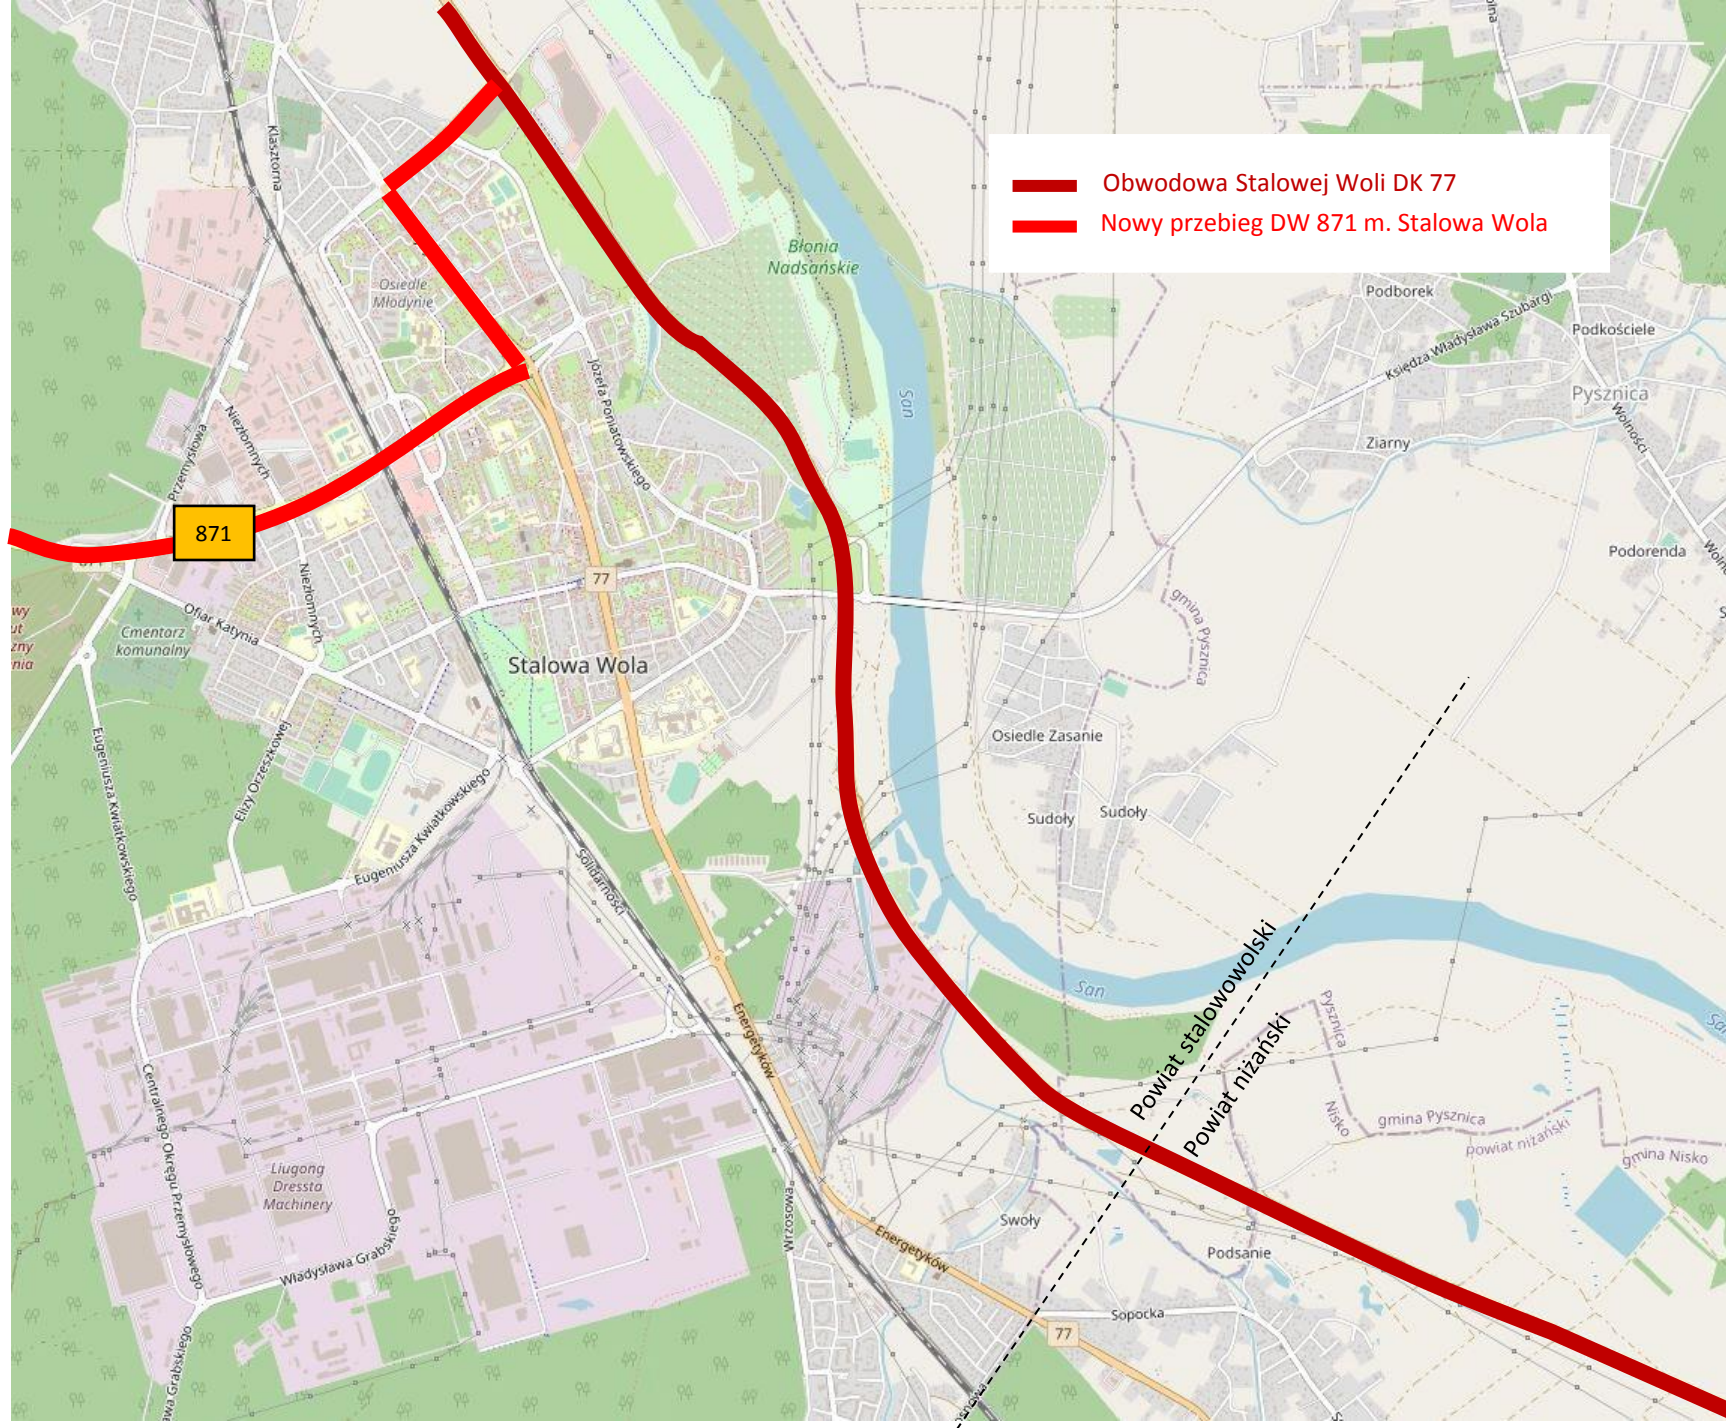 Obwodowa Stalowej Woli DK 77
Nowy przebieg DW 871 m. Stalowa Wola
Klasztorna
Błonia
Nadsańskie
Osiedle
Młodynie
Podborek
Księdza Władysława Szubargi
Podkościele
Pysznica
Wolności
Ziarny
San
Józefa Poniatowskiego
Niezłomnych
Przemysłowa
871
77
Podorenda
Niezłomnych
Ofiar Katynia
Cmentarz
komunalny
Stalowa Wola
gmina Pysznica
Osiedle Zasanie
Sudoły
Sudoły
Eugeniusza Kwiatkowskiego
Elizy Orzeszkowej
Eugeniusza Kwiatkowskiego
Solidarności
San
Powiat stalowowolski
Powiat niżański
Pysznica
Nisko
gmina Pysznica
powiat niżański
gmina Nisko
Energetyków
Centralnego Okręgu Przemysłowego
Liugong
Dressta
Machinery
Władysława Grabskiego
Wrzosowa
Swoły
Energetyków
Podsanie
Sopocka
77